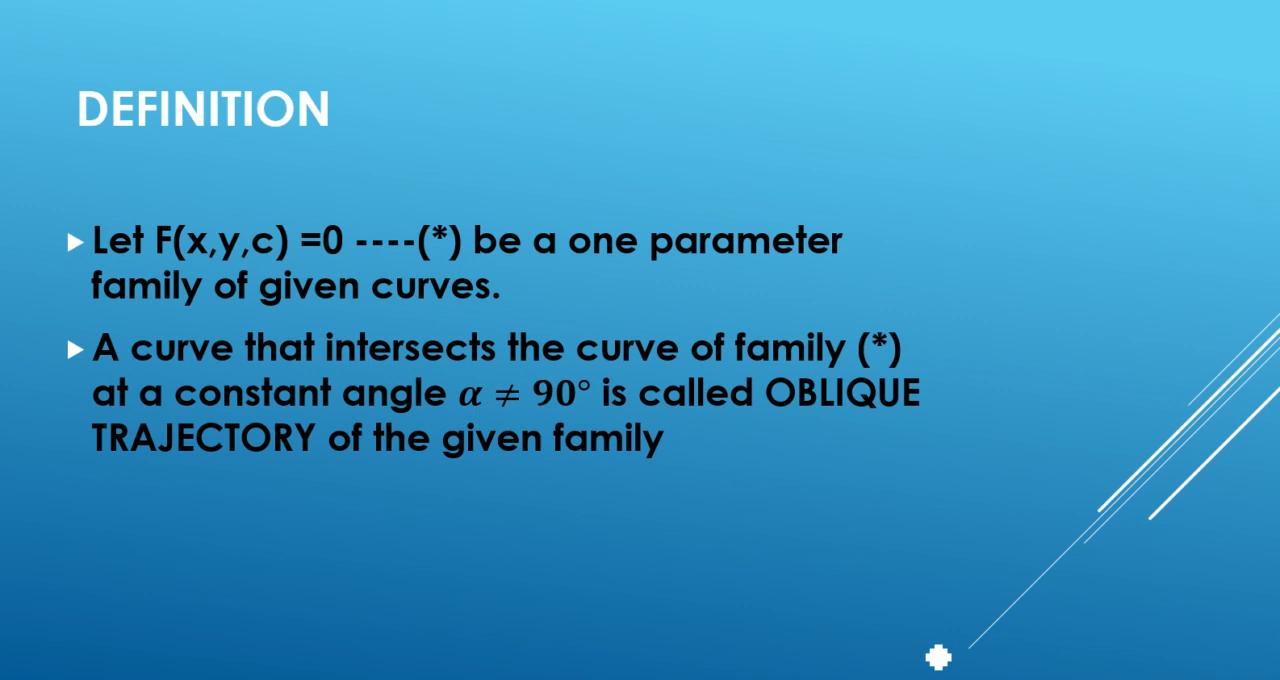 DEFINITION
Let F(x,y,c) =0 ----(*) be a one parameter
family of given curves.
A curve that intersects the curve of family (*)
at a constant angle 𝜶 ≠ 𝟗𝟎° is called OBLIQUE
TRAJECTORY of the given family